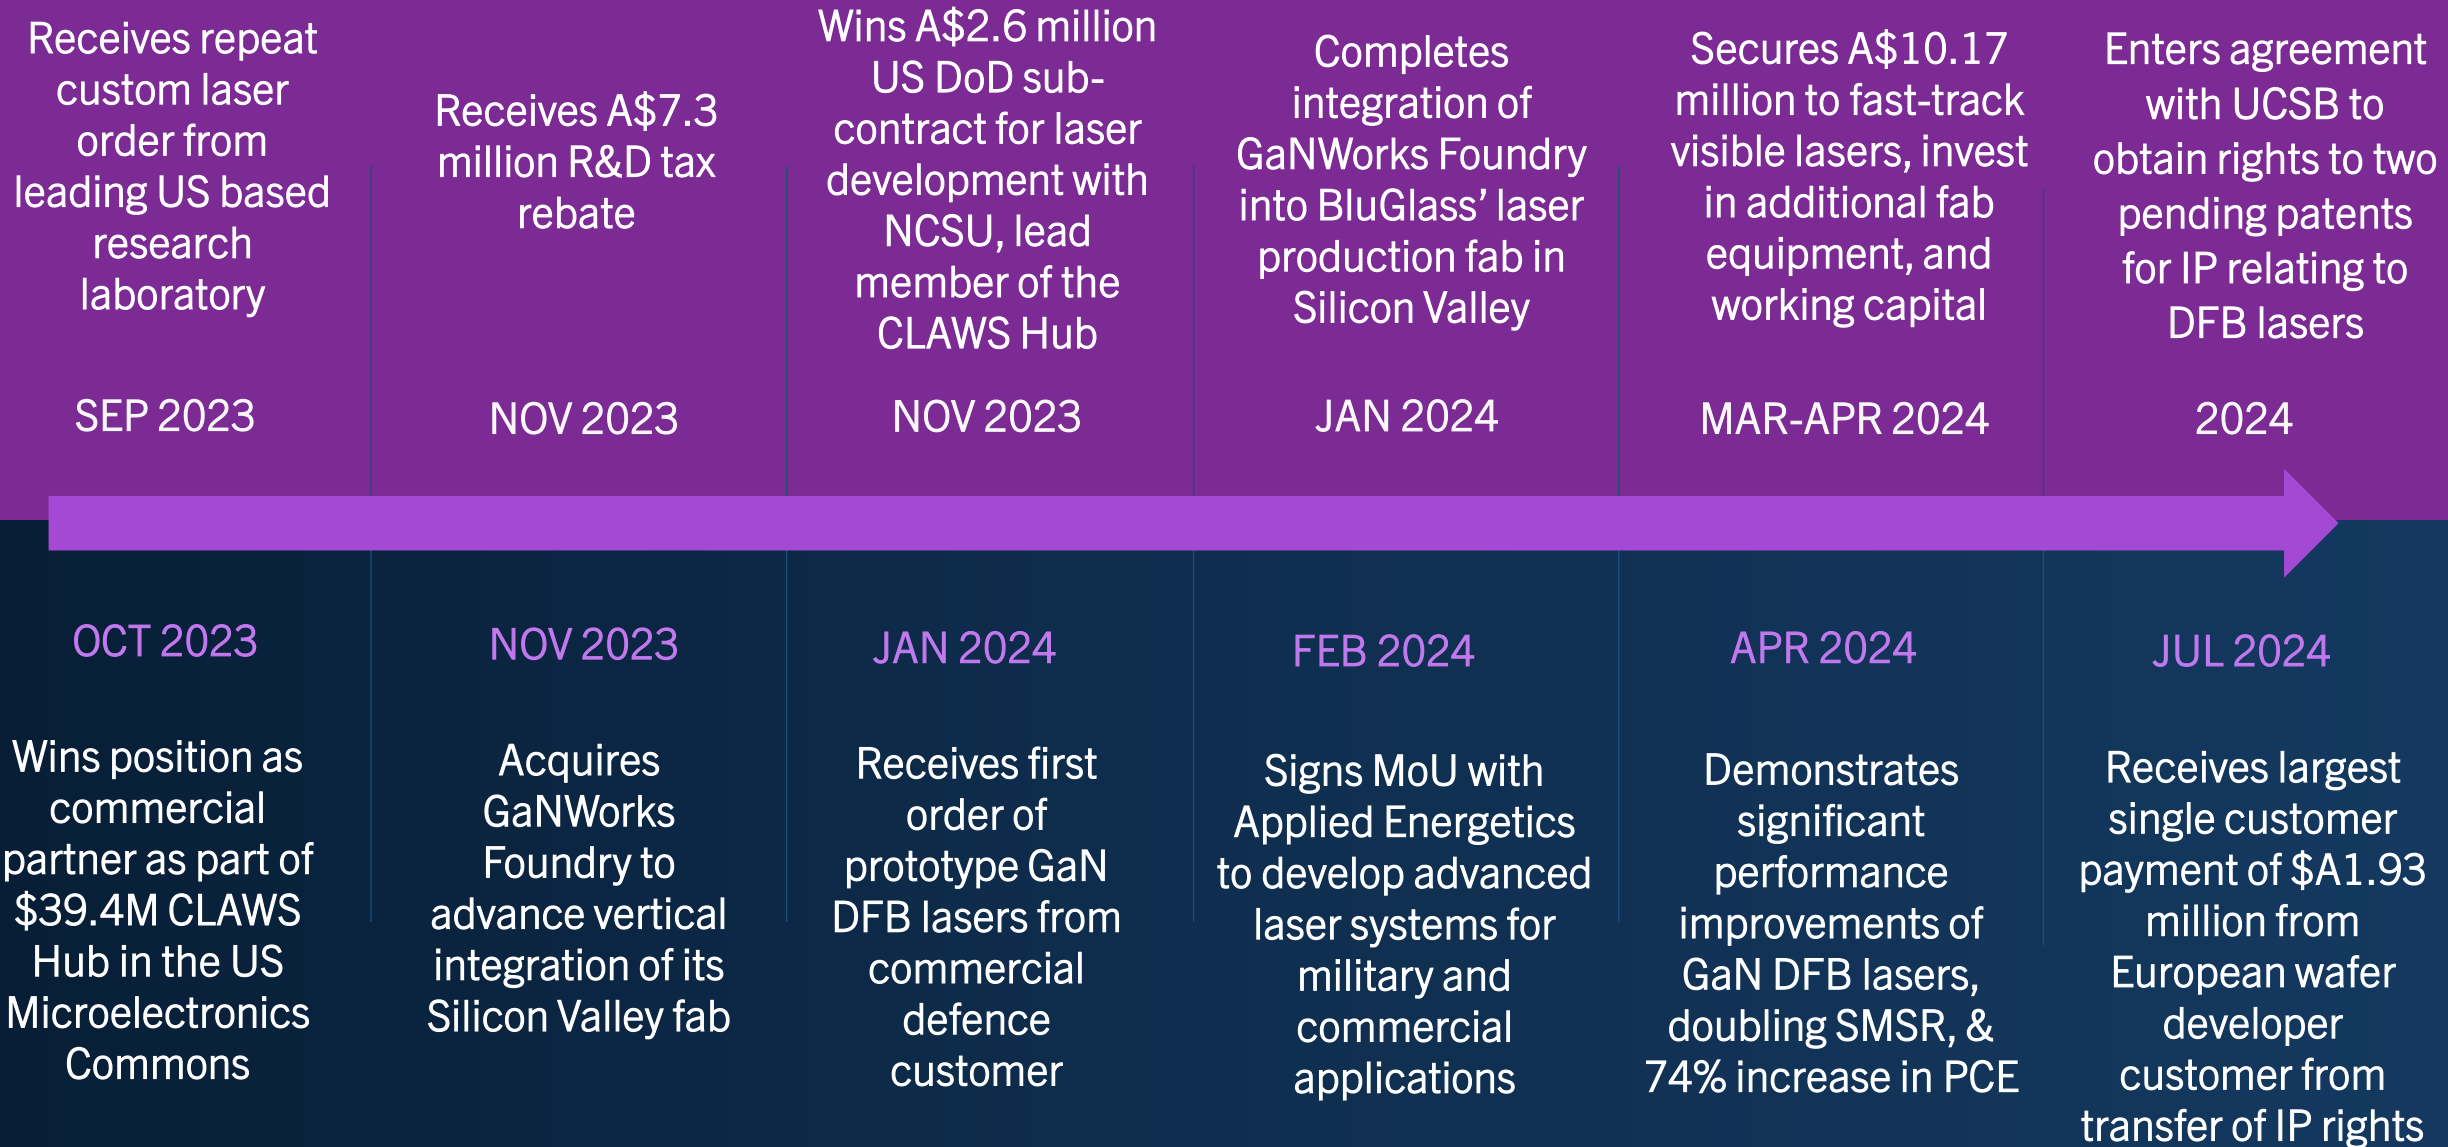 Receives repeat
custom laser
order from
leading US based
research
laboratory
SEP 2023
Receives A$7.3
million R&D tax
rebate
NOV 2023
Wins A$2.6 million
US DoD sub-
contract for laser
development with
NCSU, lead
member of the
CLAWS Hub
NOV 2023
Completes
integration of
GaNWorks Foundry
into BluGlass’ laser
production fab in
Silicon Valley
JAN 2024
Secures A$10.17
million to fast-track
visible lasers, invest
in additional fab
equipment, and
working capital
MAR-APR 2024
Enters agreement
with UCSB to
obtain rights to two
pending patents
for IP relating to
DFB lasers
2024
OCT 2023
Wins position as
commercial
partner as part of
$39.4M CLAWS
Hub in the US
Microelectronics
Commons
NOV 2023
Acquires
GaNWorks
Foundry to
advance vertical
integration of its
Silicon Valley fab
JAN 2024
Receives first
order of
prototype GaN
DFB lasers from
commercial
defence
customer
FEB 2024
Signs MoU with
Applied Energetics
to develop advanced
laser systems for
military and
commercial
applications
APR 2024
Demonstrates
significant
performance
improvements of
GaN DFB lasers,
doubling SMSR, &
74% increase in PCE
JUL 2024
Receives largest
single customer
payment of $A1.93
million from
European wafer
developer
customer from
transfer of IP rights